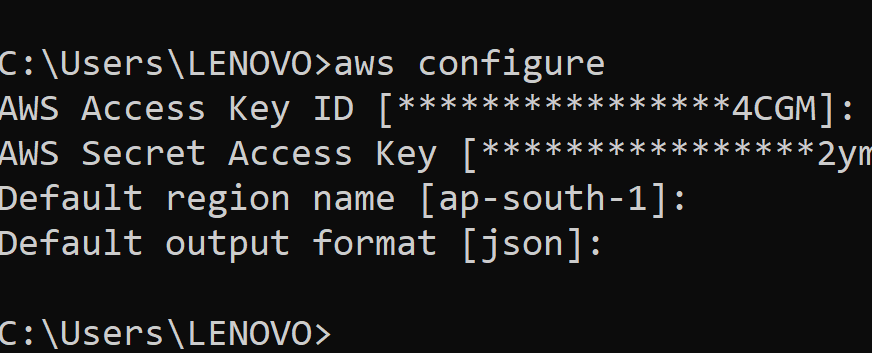 C:\Users\LENOVO>aws configure
AWS Access Key ID [****************4CGM]:
AWS Secret Access Key [****************2ym
Default region name [ap-south-1]:
Default output format [json]:
C:\Users\LENOVO>